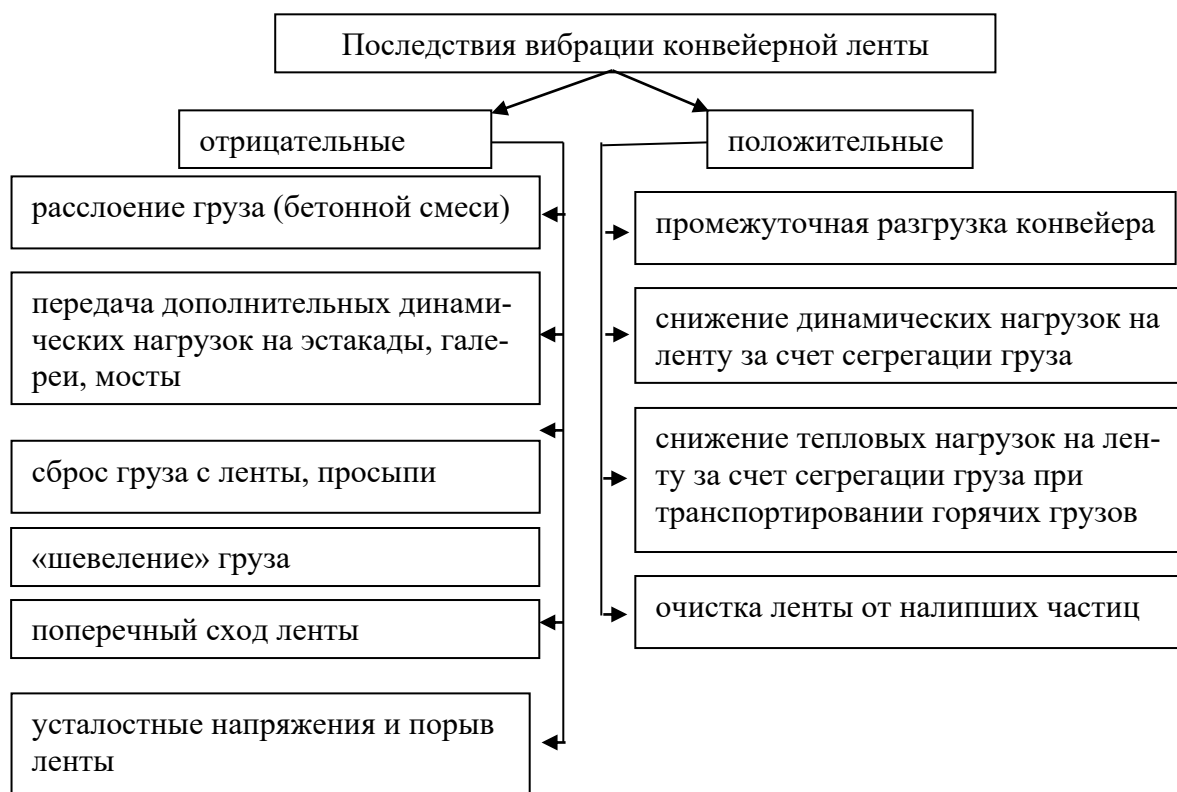 Последствия вибрации конвейерной ленты
отрицательные
положительные
расслоение груза (бетонной смеси)
передача дополнительных динами-
ческих нагрузок на эстакады, гале-
реи, мосты
сброс груза с ленты, просыпи
«шевеление» груза
поперечный сход ленты
усталостные напряжения и порыв
ленты
промежуточная разгрузка конвейера
снижение динамических нагрузок на
ленту за счет сегрегации груза
снижение тепловых нагрузок на лен-
ту за счет сегрегации груза при
транспортировании горячих грузов
очистка ленты от налипших частиц